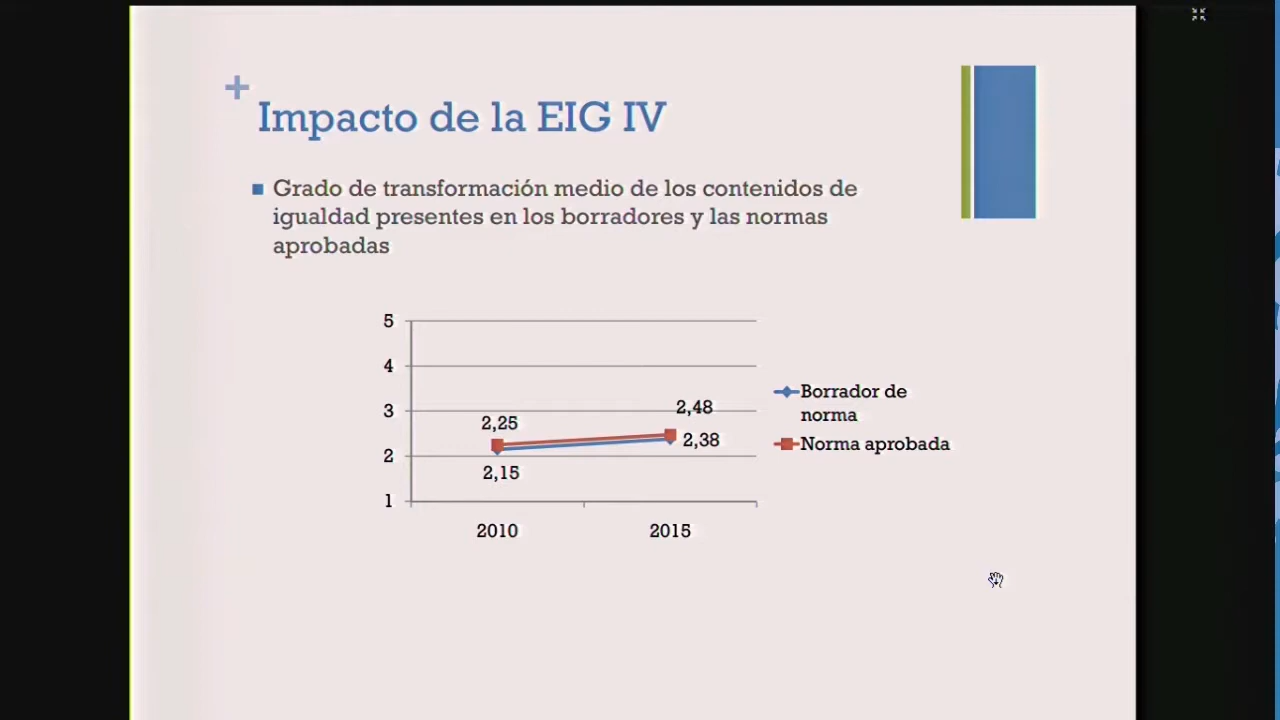 +
Impacto de la EIG IV
Grado de transformación medio de los contenidos de
igualdad presentes en los borradores y las normas
aprobadas
5
4
3
2
1
2,25
2,15
2,48
2,38
2010
2015
Borrador de
norma
Norma aprobada